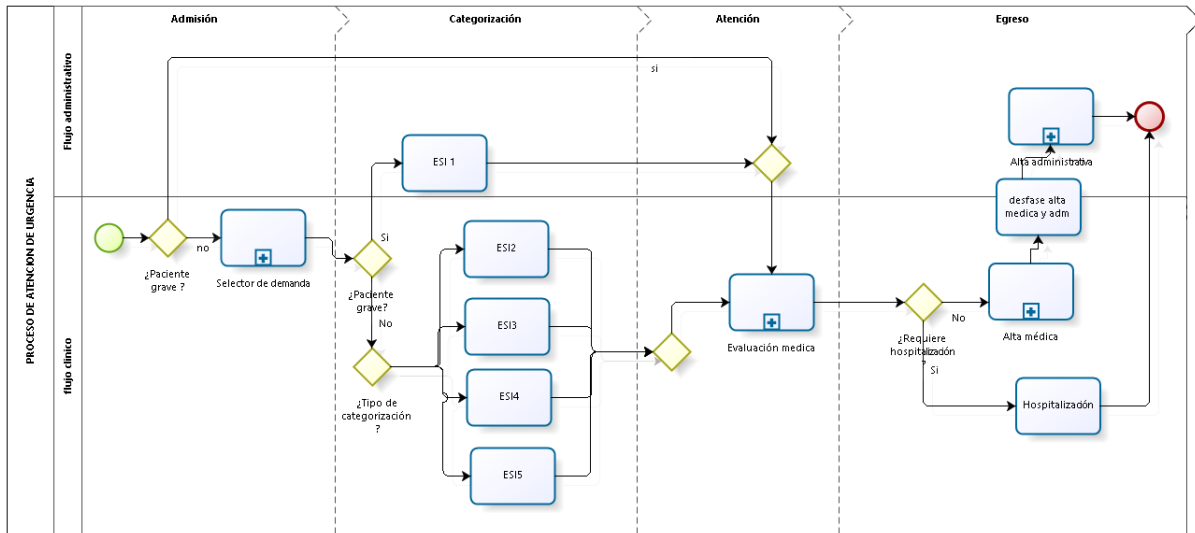 Admisión
Categorización
Atención
Egreso
PROCESO DE ATENCION DE URGENCIA
Flujo administrativo
flujo clinico
si
ESI 1
Alta administrativa
desfase alta
medica y adm
¿Paciente
grave ?
no
Selector de demanda
Si
¿Paciente
grave?
No
¿Tipo de
categorización
?
ESI2
ESI3
ESI4
ESI5
Evaluación medica
¿Requiere
hospitalización
?
No
Si
Alta médica
Hospitalización